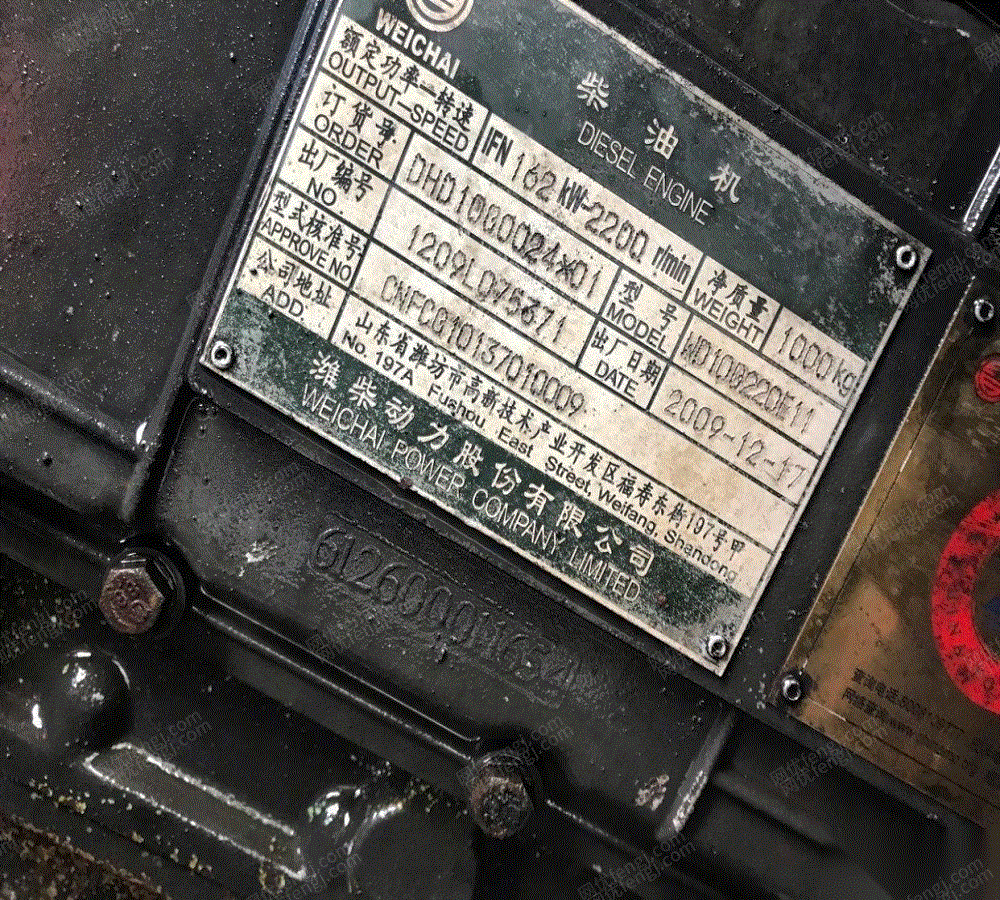 WEICHAI
柴油机
DIESEL ENGINE
额定功率-转速 IFN 162 kW-2200 r/min 净质量 1000kg
OUTPUT-SPEED WEIGHT
订货号 DHD10G0024*01 型号 WD10G220E11
ORDER MODEL
出厂编号 1209L075671 出厂日期 2009-12-17
NO. DATE
型式核准号 CNFCG10137010009
APPROVE NO
公司地址 山东省潍坊市高新技术产业开发区福寿东街197号甲
ADD. No. 197A Fushou East Street, Weifang, Shandong.
潍柴动力股份有限公司
WEICHAI POWER COMPANY, LIMITED